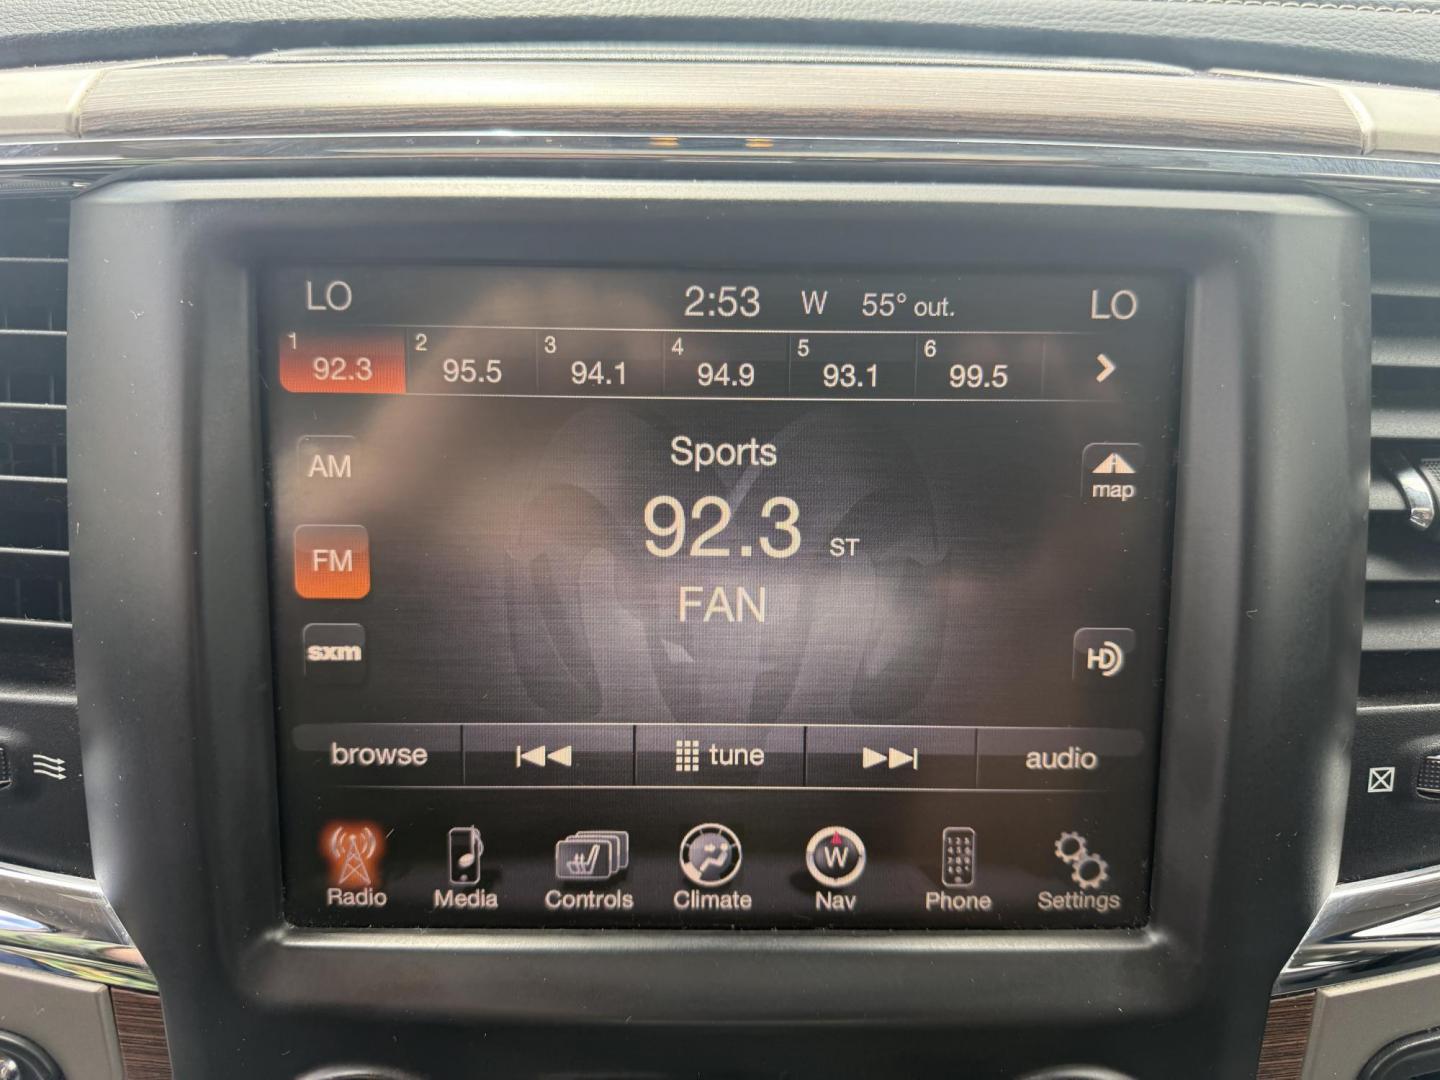 LO 2:53 W 55° out. LO
1 92.3 2 95.5 3 94.1 4 94.9 5 93.1 6 99.5
Sports
AM
map
92.3 ST
FM
FAN
sxm
HD
browse tune audio
W
Radio Media Controls Climate Nav Phone Settings